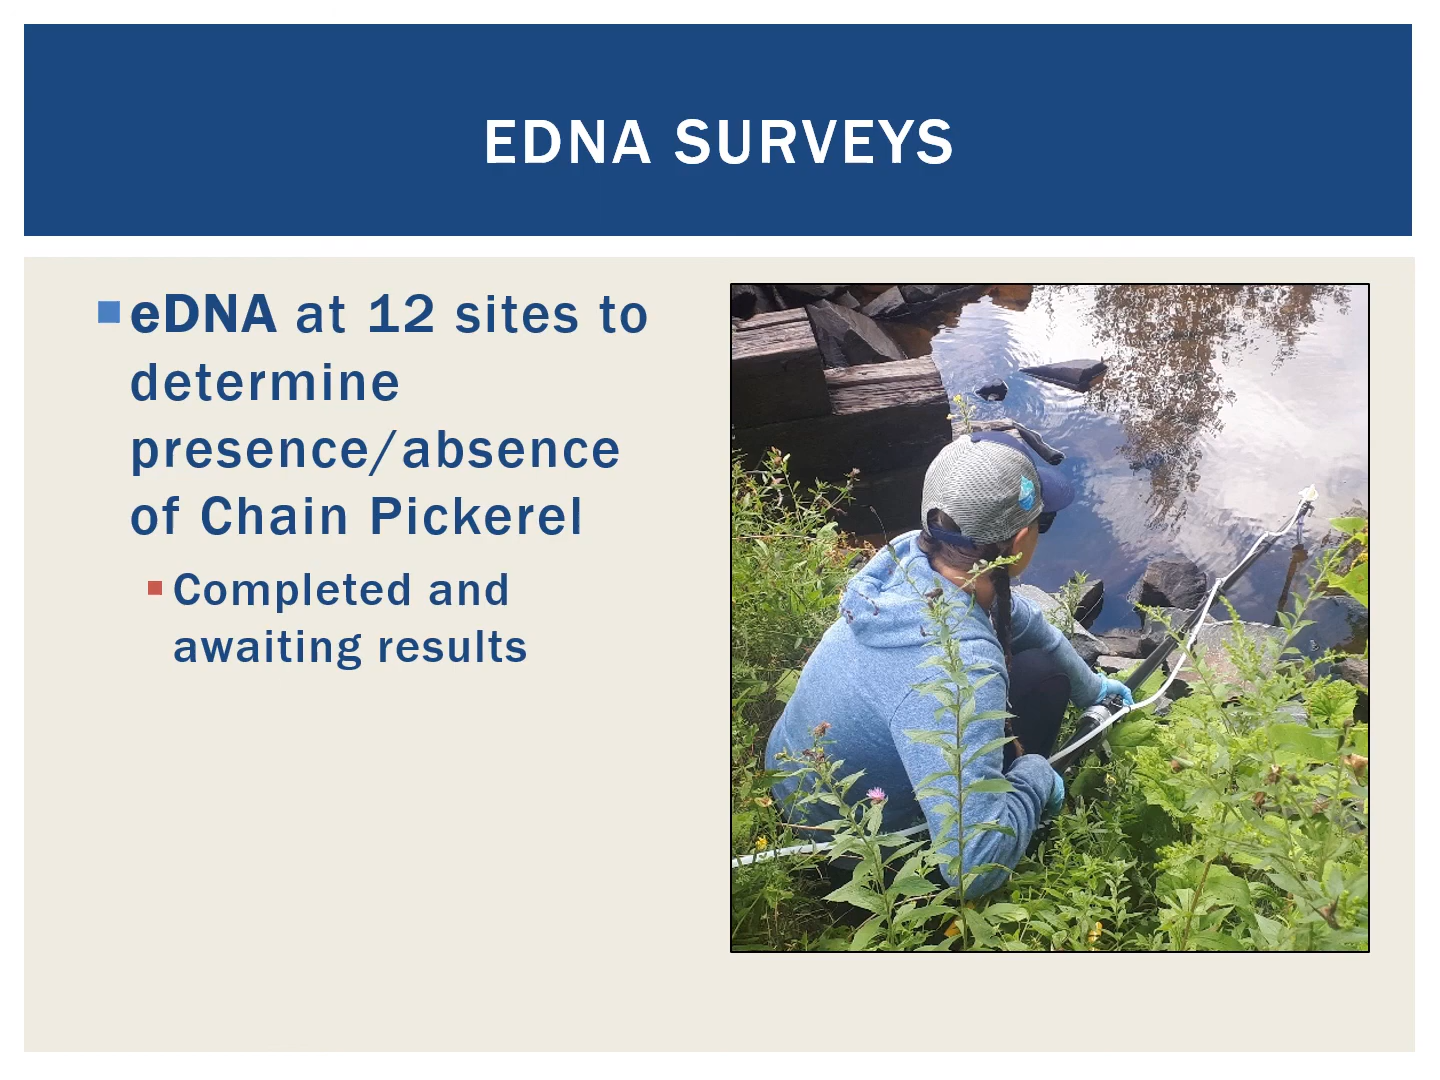 EDNA SURVEYS
eDNA at 12 sites to
determine
presence/absence
of Chain Pickerel
Completed and
awaiting results